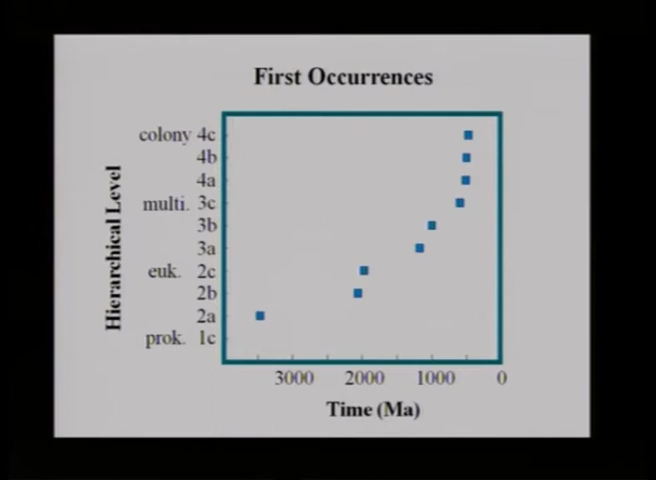 First Occurrences
Hierarchical Level
colony 4c
4b
4a
multi. 3c
3b
3a
euk. 2c
2b
2a
prok. 1c
3000 2000 1000 0
Time (Ma)